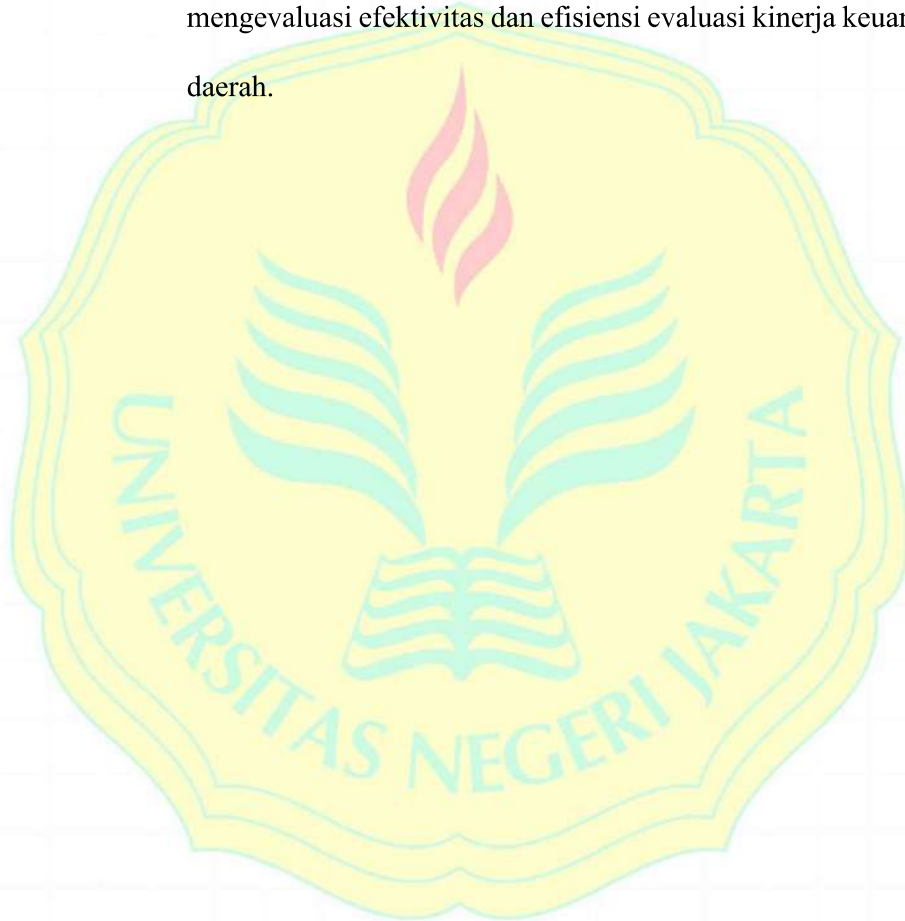 mengevaluasi efektivitas dan efisiensi evaluasi kinerja
daerah.
UNIVERSITAS NEGERI JAKARTA